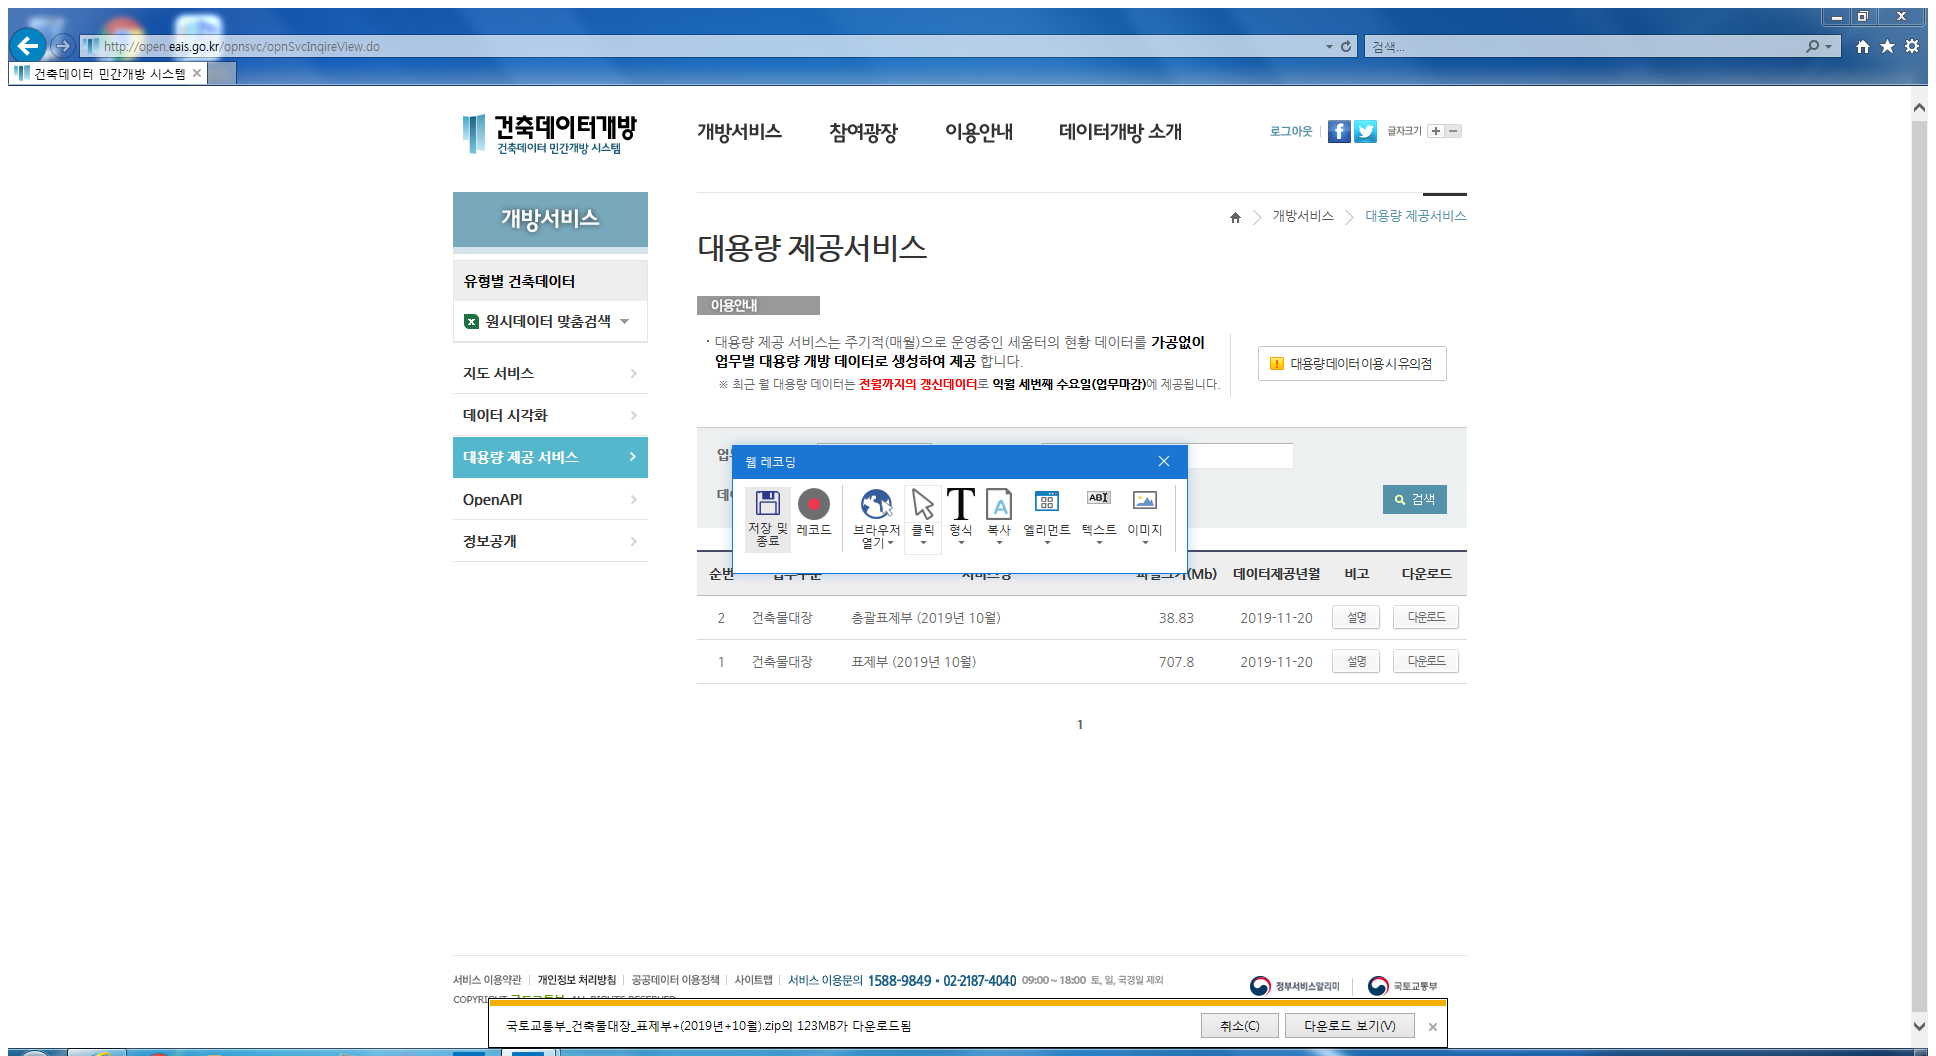 http://open.eais.go.kr/opnsvc/opnSvcInqireView.do
검색...
건축데이터 민간개방 시스템
건축데이터개방
건축데이터 민간개방 시스템
개방서비스 참여광장 이용안내 데이터개방 소개
로그아웃 글자크기
개방서비스
개방서비스 대용량 제공서비스
대용량 제공서비스
유형별 건축데이터
원시데이터 맞춤검색
지도 서비스
데이터 시각화
대용량 제공 서비스
OpenAPI
정보공개
이용안내
· 대용량 제공 서비스는 주기적(매월)으로 운영중인 세움터의 현황 데이터를 가공없이
업무별 대용량 개방 데이터로 생성하여 제공 합니다.
※ 최근 월 대용량 데이터는 전월까지의 갱신데이터로 익월 세번째 수요일(업무마감)에 제공됩니다.
대용량데이터이용시유의점
검색
웹 레코딩
저장 및 종료
레코드
브라우저 열기
클릭
형식
복사
엘리먼트
텍스트
이미지
순번 (Mb) 데이터제공년월 비고 다운로드
2 건축물대장 총괄표제부 (2019년 10월) 38.83 2019-11-20 설명 다운로드
1 건축물대장 표제부 (2019년 10월) 707.8 2019-11-20 설명 다운로드
1
서비스 이용약관 개인정보 처리방침 공공데이터 이용정책 사이트맵 서비스 이용문의 1588-9849 • 02-2187-4040 09:00 ~ 18:00 토, 일, 국경일 제외
정부서비스알리미 국토교통부
국토교통부_건축물대장_표제부+(2019년+10월).zip의 123MB가 다운로드됨
취소(C) 다운로드 보기(V)